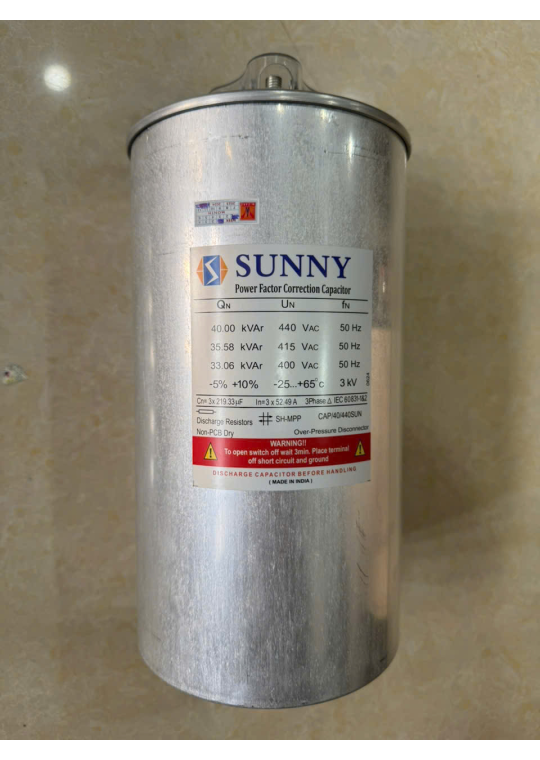 SUNNY
Power Factor Correction Capacitor
QN UN fN
40.00 kVAr 440 VAC 50 Hz
35.58 kVAr 415 VAC 50 Hz
33.06 kVAr 400 VAC 50 Hz
-5% +10% -25...+65°c 3 kV
Cn= 3x 219.33µF In=3 x 52.49 A 3Phase Δ IEC 60831-1&2
Discharge Resistors SH-MPP CAP/40/440SUN
Non-PCB Dry Over-Pressure Disconnector
WARNING!!
To open switch off wait 3min. Place terminal
off short circuit and ground
DISCHARGE CAPACITOR BEFORE HANDLING
( MADE IN INDIA )